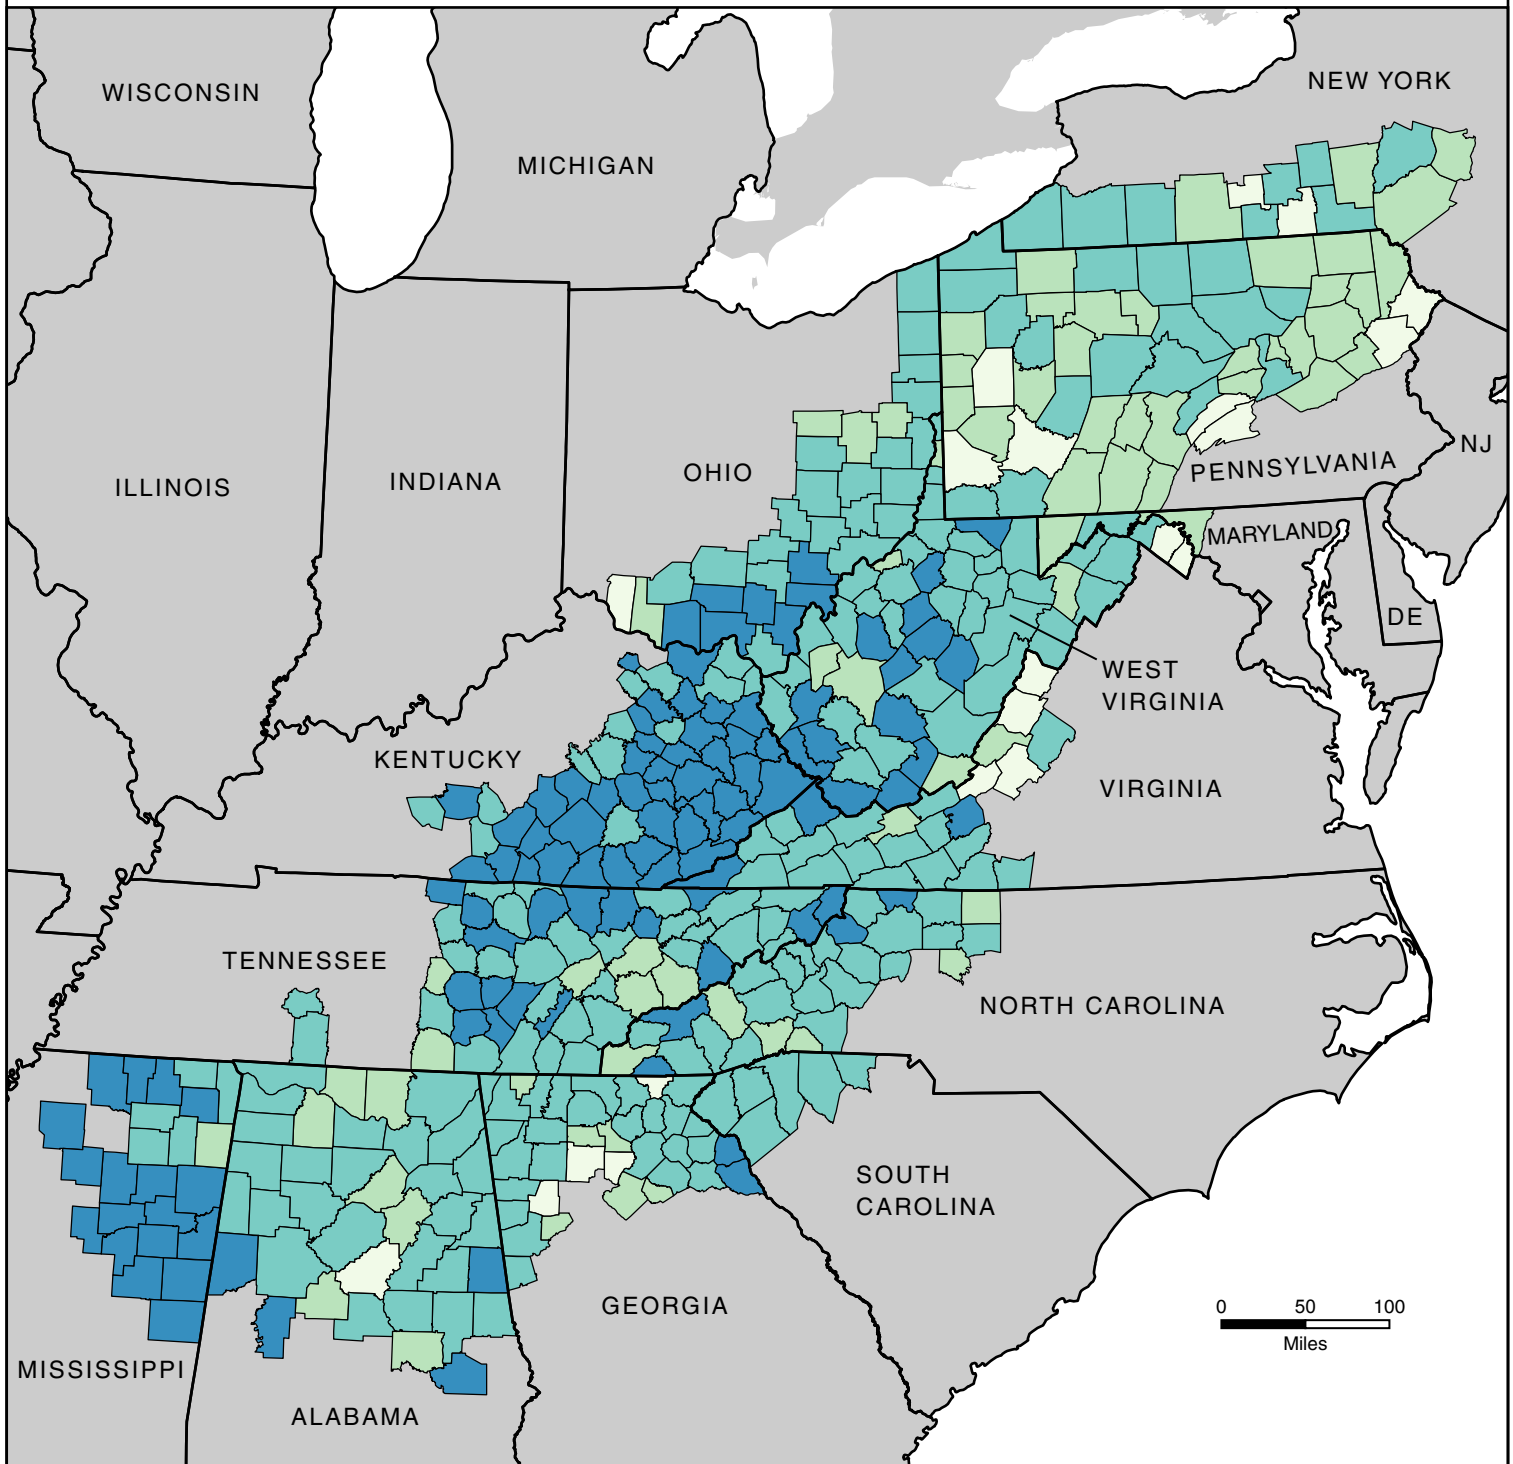 NEW YORK
WISCONSIN
MICHIGAN
NJ
PENNSYLVANIA
OHIO
INDIANA
ILLINOIS
MARYLAND
DE
WEST
VIRGINIA
KENTUCKY
VIRGINIA
TENNESSEE
NORTH CAROLINA
SOUTH
CAROLINA
GEORGIA
0 50 100
Miles
MISSISSIPPI
ALABAMA